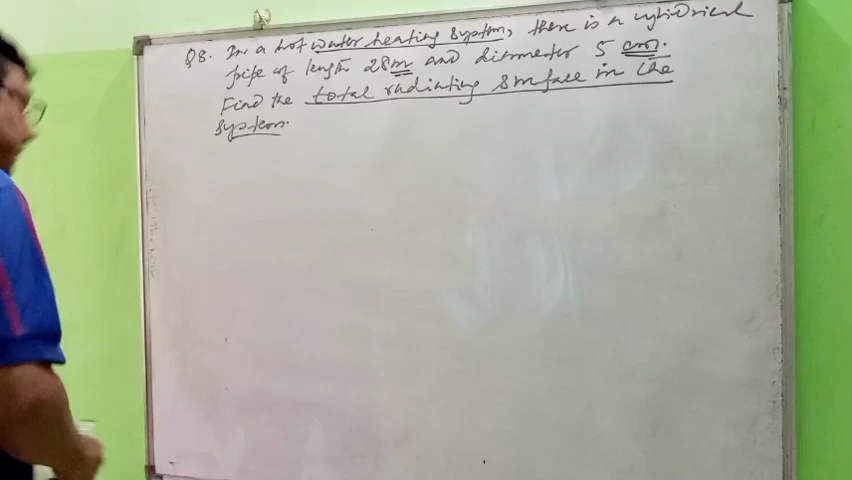 Q8. In a hot water heating system, there is a cylindrical
pipe of length 28m and diameter 5 cm.
Find the total radiating surface in the
system.